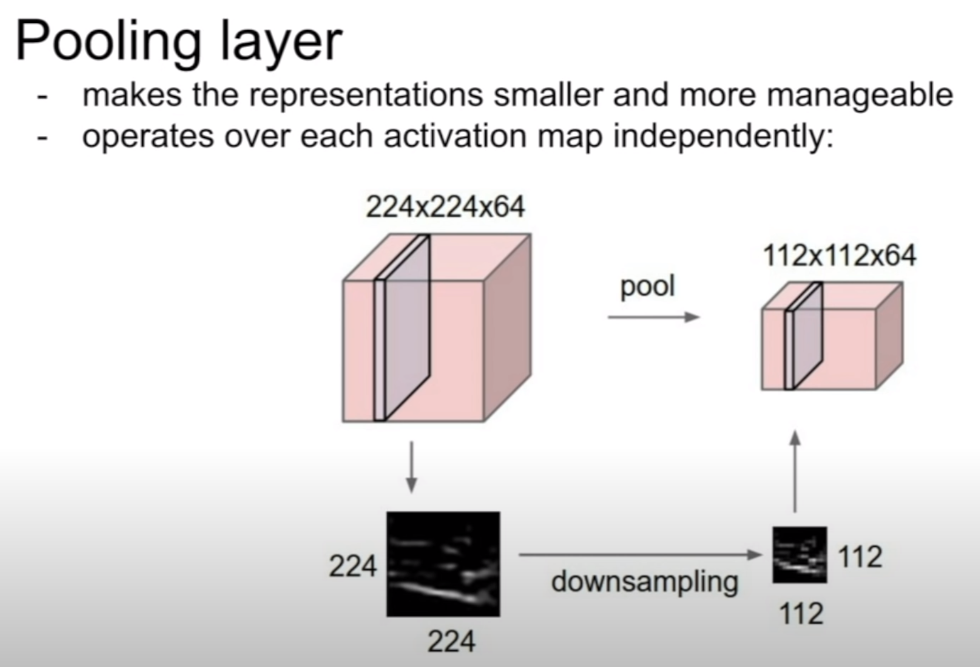 Pooling layer
- makes the representations smaller and more manageable
- operates over each activation map independently:
224x224x64
112x112x64
pool
224
112
downsampling
112
224